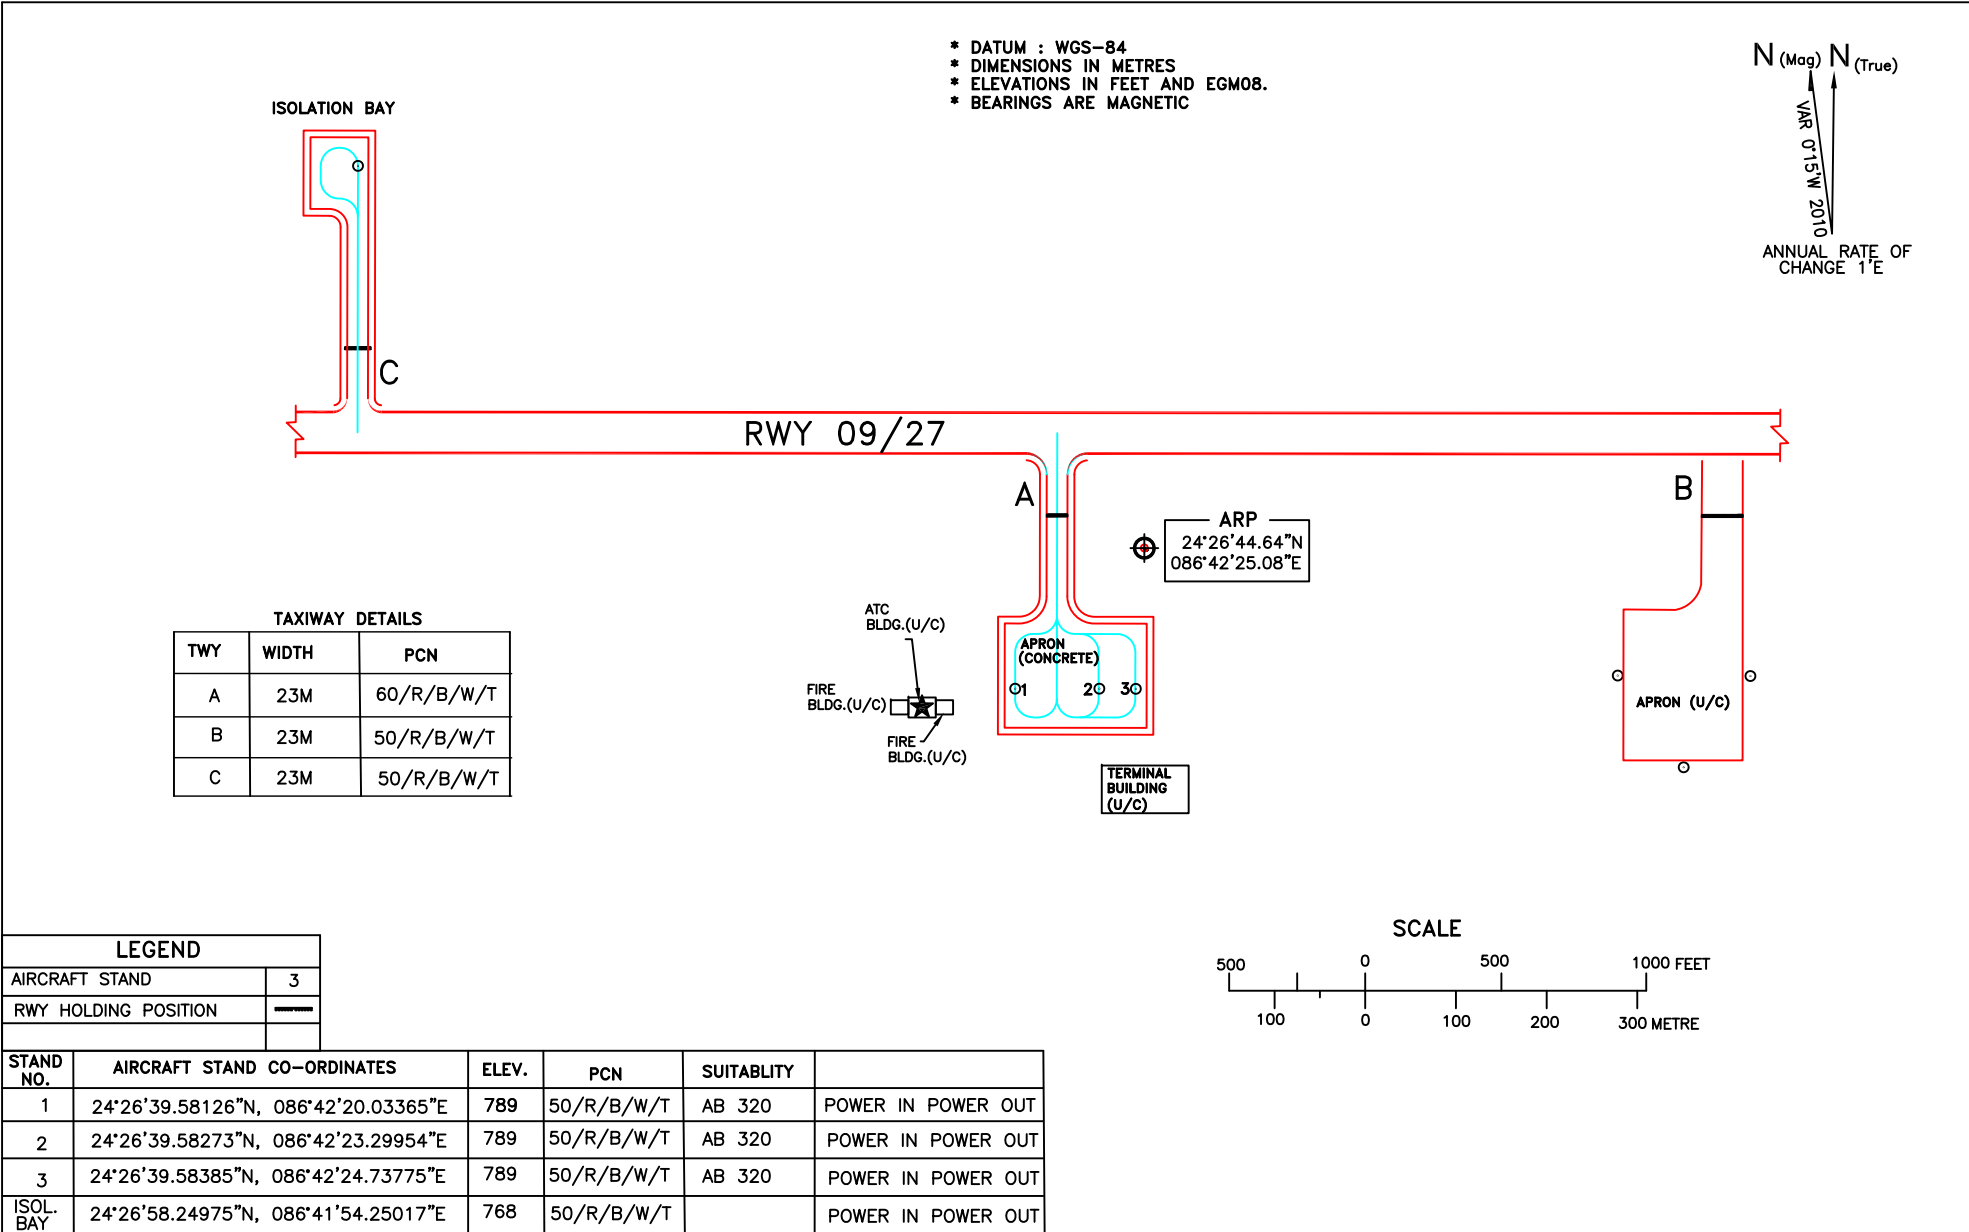 * DATUM : WGS-84
* DIMENSIONS IN METRES
* ELEVATIONS IN FEET AND EGM08.
* BEARINGS ARE MAGNETIC
N (Mag) N (True)
VAR 0°15'W 2010
ANNUAL RATE OF
CHANGE 1'E
ISOLATION BAY
C
RWY 09/27
A
B
ARP
24°26'44.64"N
086°42'25.08"E
ATC
BLDG.(U/C)
FIRE
BLDG.(U/C)
FIRE
BLDG.(U/C)
APRON
(CONCRETE)
1 2 3
TERMINAL
BUILDING
(U/C)
APRON (U/C)
TAXIWAY DETAILS
TWY WIDTH PCN
A 23M 60/R/B/W/T
B 23M 50/R/B/W/T
C 23M 50/R/B/W/T
SCALE
500 0 500 1000 FEET
100 0 100 200 300 METRE
LEGEND
AIRCRAFT STAND 3
RWY HOLDING POSITION
STAND
NO. AIRCRAFT STAND CO-ORDINATES ELEV. PCN SUITABLITY
1 24°26'39.58126"N, 086°42'20.03365"E 789 50/R/B/W/T AB 320 POWER IN POWER OUT
2 24°26'39.58273"N, 086°42'23.29954"E 789 50/R/B/W/T AB 320 POWER IN POWER OUT
3 24°26'39.58385"N, 086°42'24.73775"E 789 50/R/B/W/T AB 320 POWER IN POWER OUT
ISOL.
BAY 24°26'58.24975"N, 086°41'54.25017"E 768 50/R/B/W/T POWER IN POWER OUT